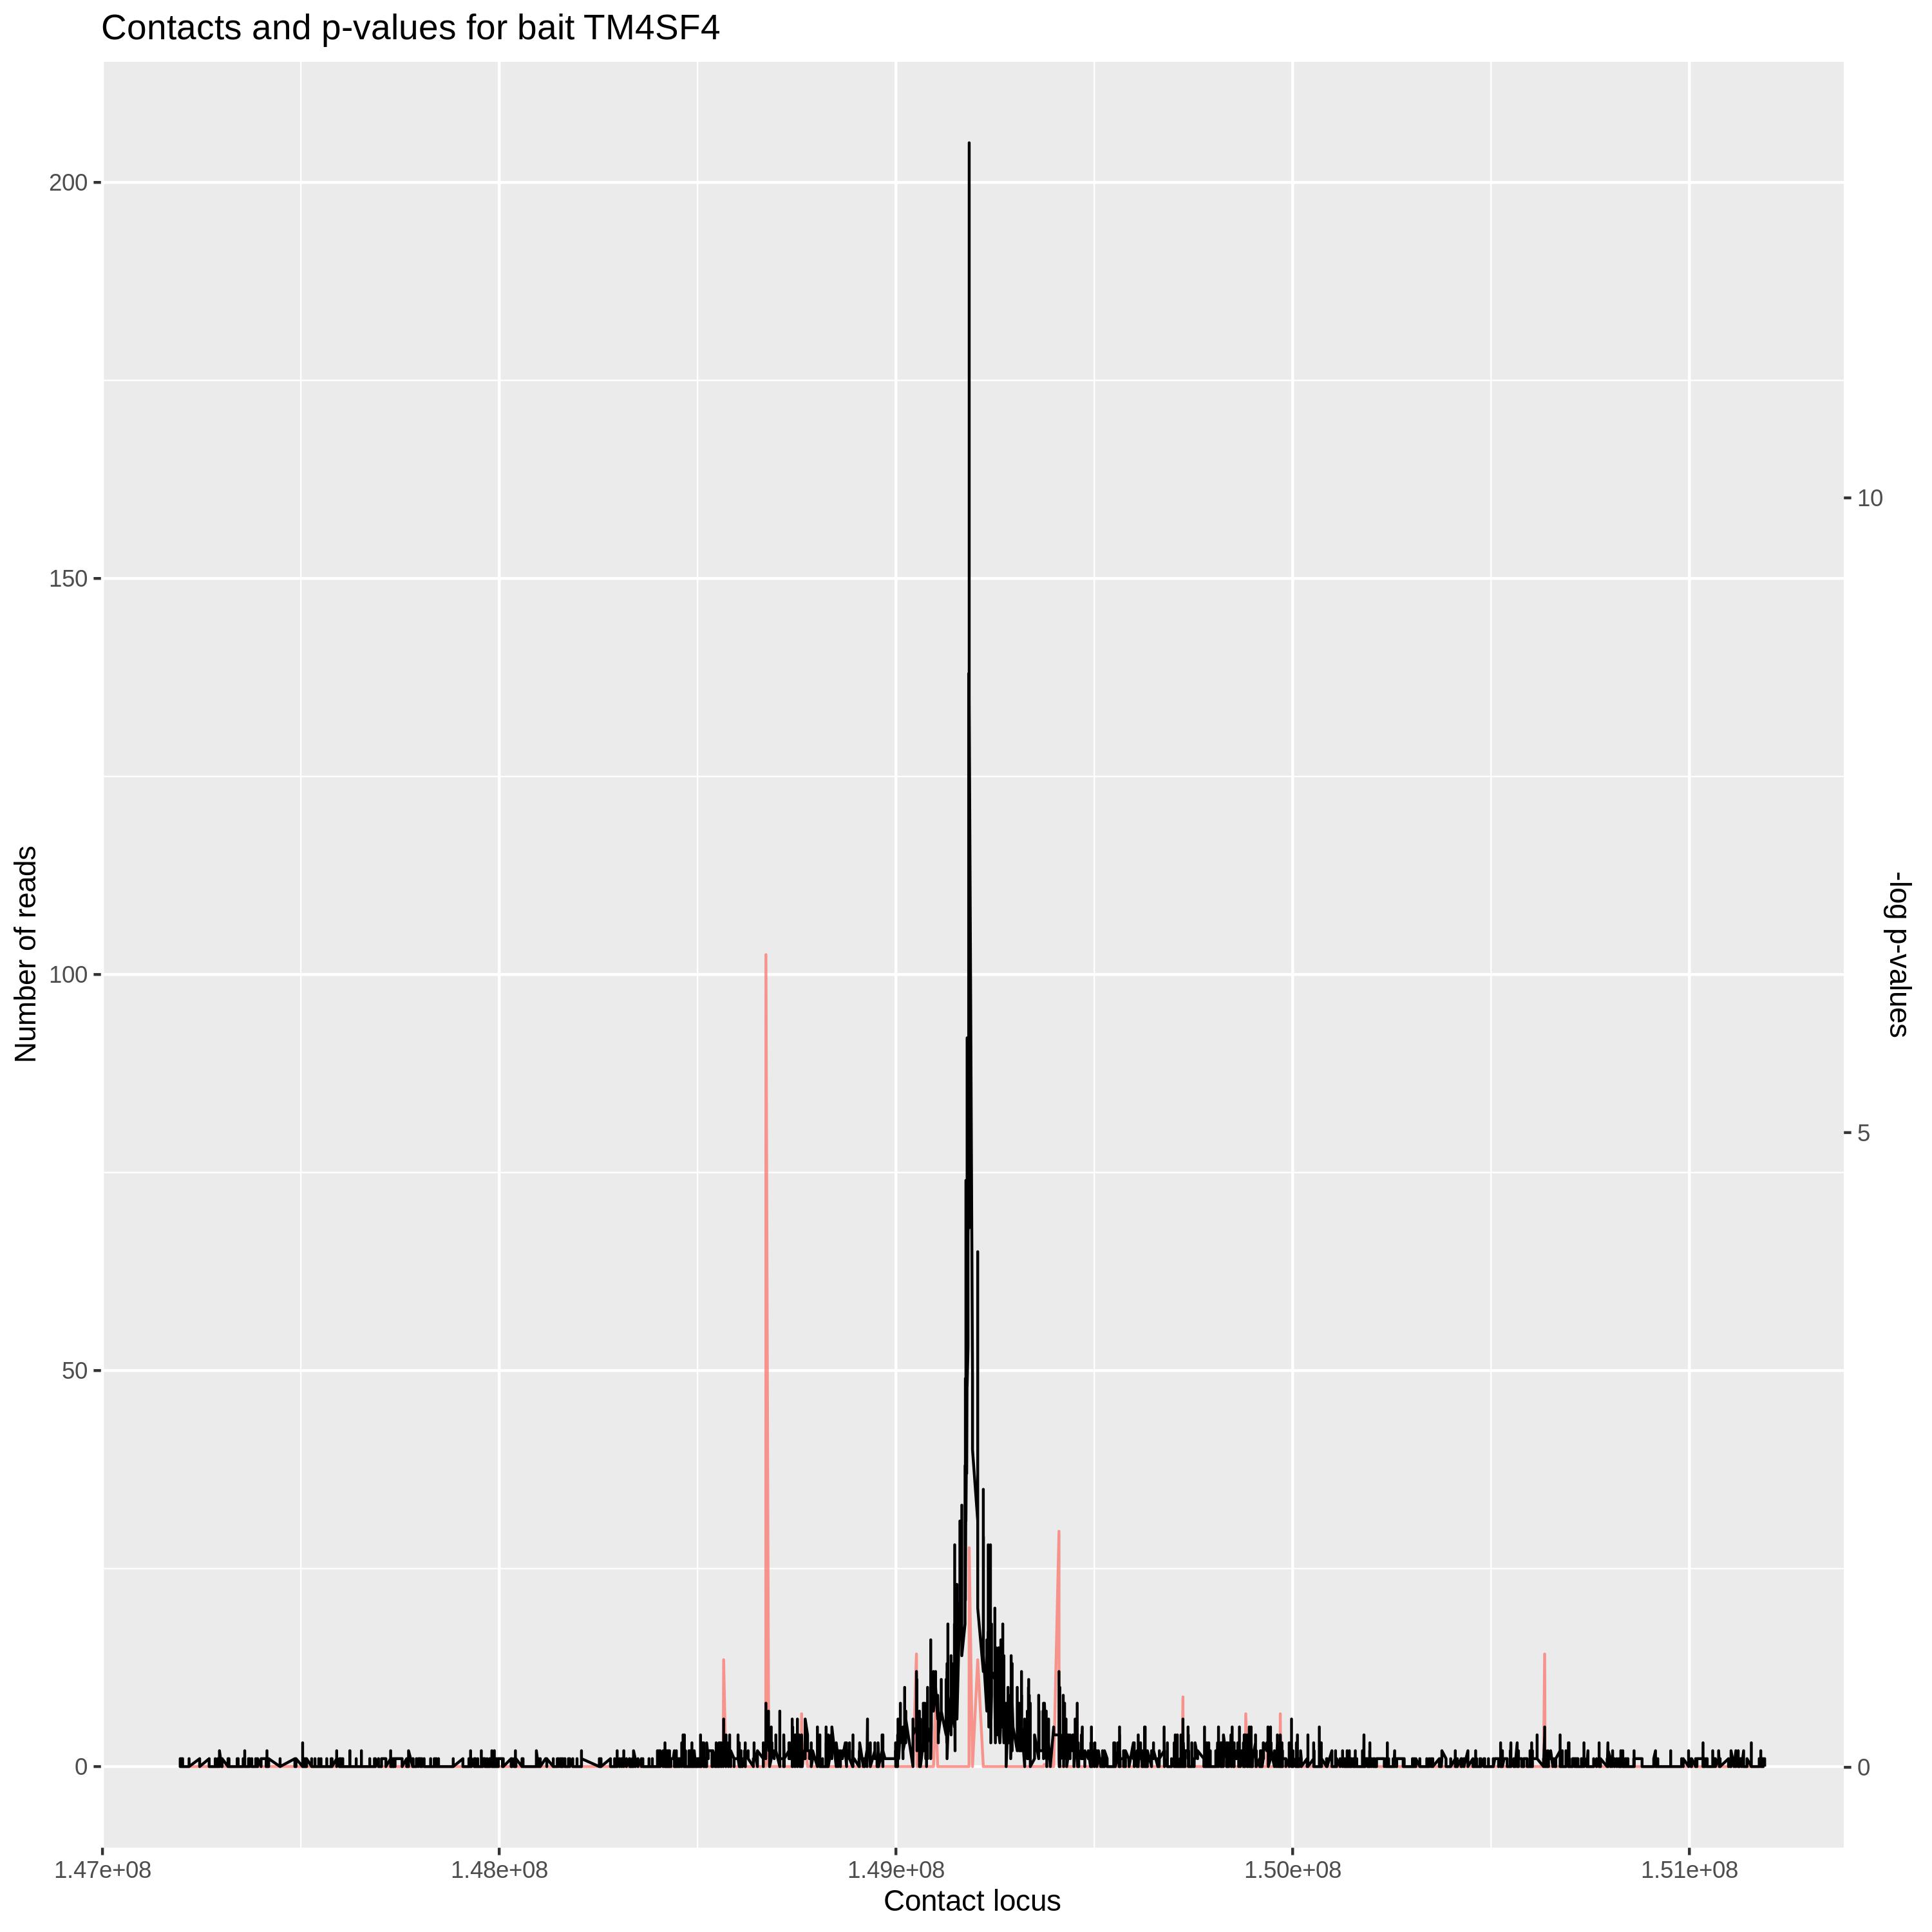 Contacts and p-values for bait TM4SF4
200
150
100
50
0
Number of reads
10
5
0
-log p-values
1.47e+08
1.48e+08
1.49e+08
1.50e+08
1.51e+08
Contact locus